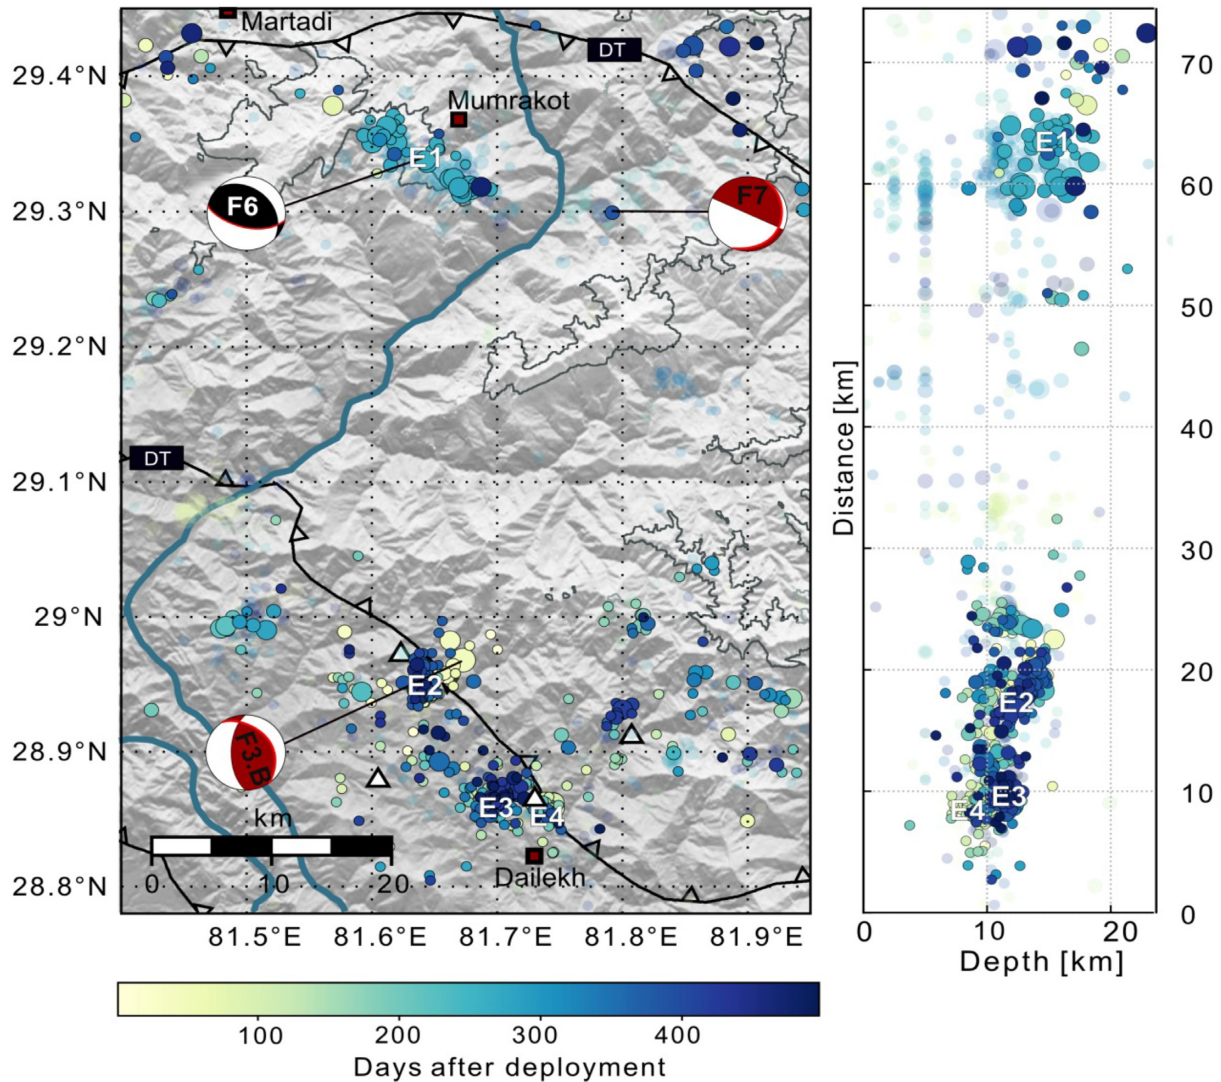 Martadi
DT
29.4°N
70
Mumrakot
E1
E1
F6
F7
29.3°N
60
50
29.2°N
Distance [km]
40
DT
29.1°N
30
29°N
20
E2
E2
28.9°N
F3.B
E3
E4
E3
4
10
km
0
10
20
Dailekh
28.8°N
0
81.5°E
81.6°E
81.7°E
81.8°E
81.9°E
0
10
20
Depth [km]
100
200
300
400
Days after deployment